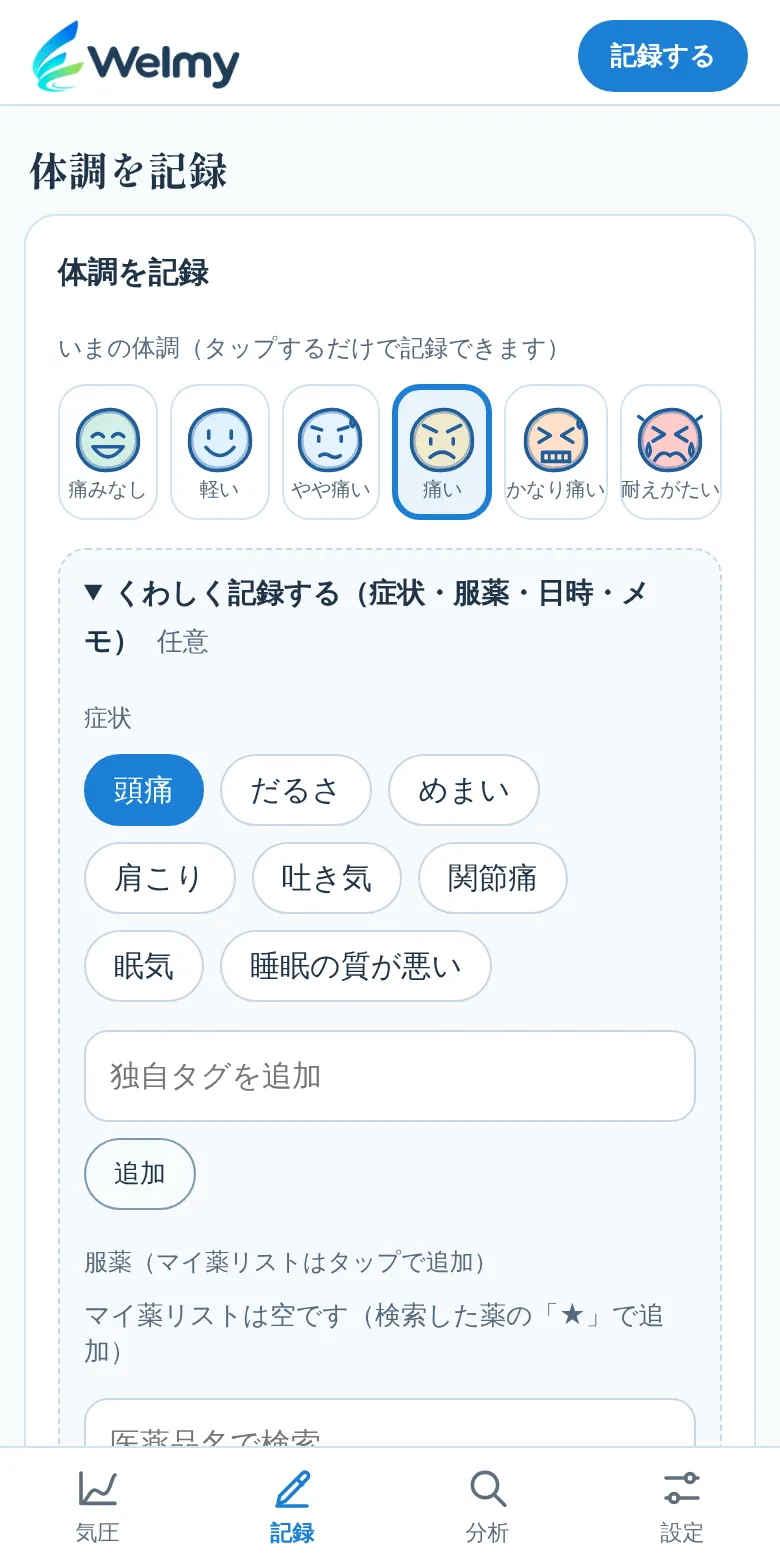 Welmy
記録する
体調を記録
体調を記録
いまの体調（タップするだけで記録できます）
痛みなし
軽い
やや痛い
痛い
かなり痛い
耐えがたい
▼ くわしく記録する（症状・服薬・日時・メ
モ） 任意
症状
頭痛
だるさ
めまい
肩こり
吐き気
関節痛
眠気
睡眠の質が悪い
独自タグを追加
追加
服薬（マイ薬リストはタップで追加）
マイ薬リストは空です（検索した薬の「★」で追
加）
医薬品名で検索
気圧
記録
分析
設定